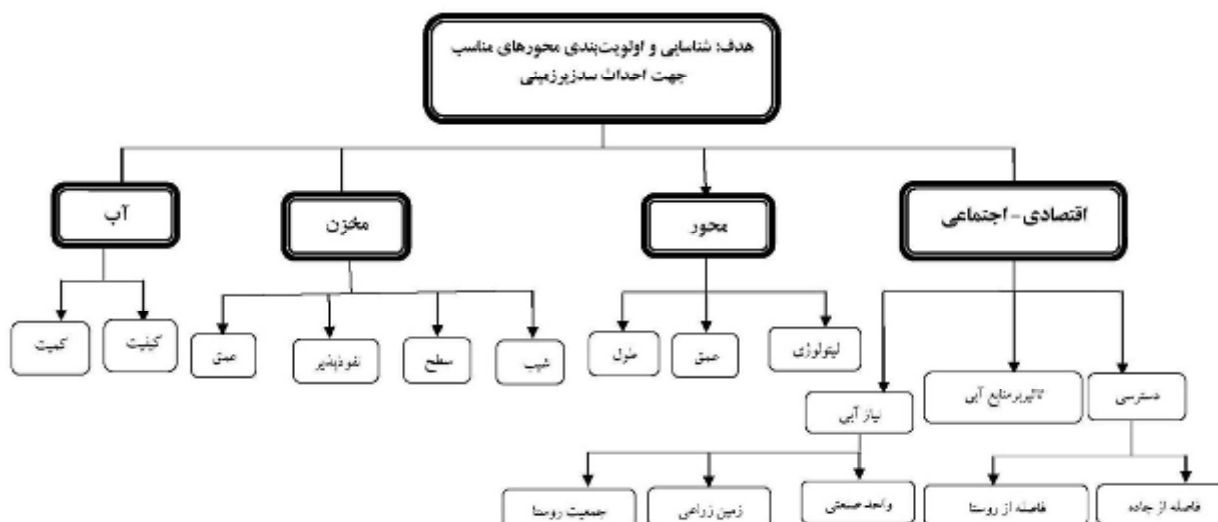 هدف: شناسایی و اولویت‌بندی محورهای مناسب
جهت احداث سدزیرزمینی
اقتصادی - اجتماعی
محور
مخزن
آب
لیتولوژی
عمق
طول
شیب
سطح
نفوذپذیر
عمق
کیفیت
کمیت
دسترسی
تاثیربرمنابع آبی
نیاز آبی
فاصله از جاده
فاصله از روستا
واحد صنعتی
زمین زراعی
جمعیت روستا